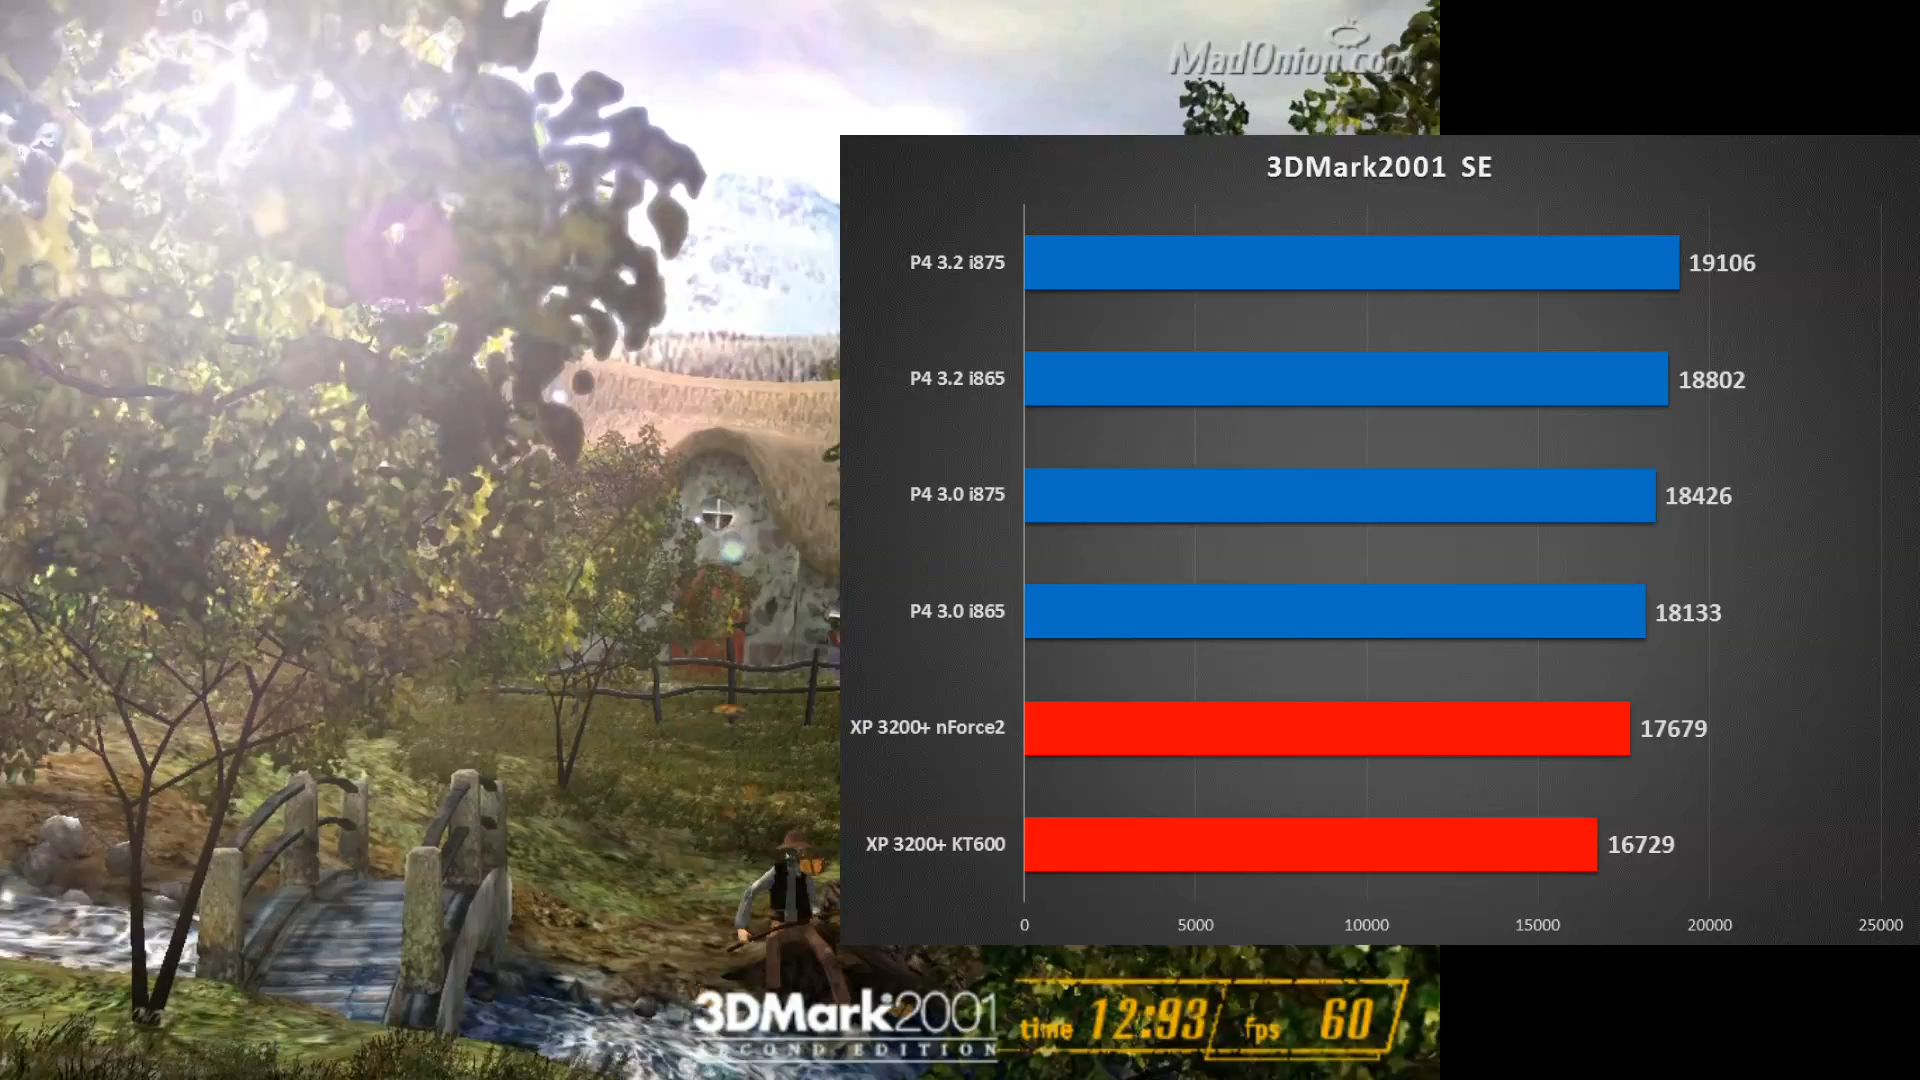 MadOnion.com
3DMark2001 SE
P4 3.2 i875
19106
P4 3.2 i865
18802
P4 3.0 i875
18426
P4 3.0 i865
18133
XP 3200+ nForce2
17679
XP 3200+ KT600
16729
0 5000 10000 15000 20000 25000
3DMark2001
SECOND EDITION
time 12:93 fps 60